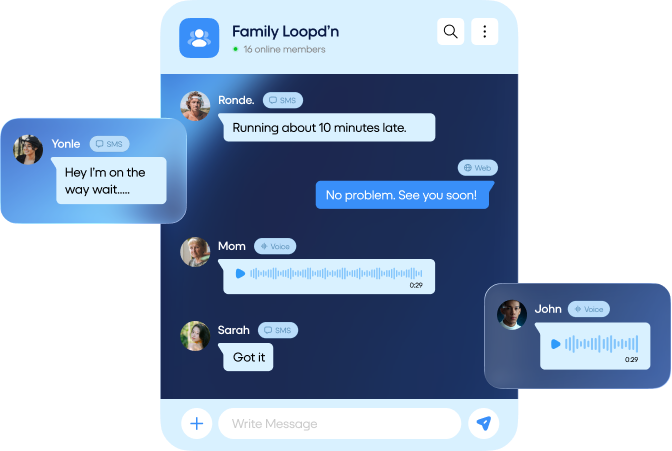 Family Loopd’n
16 online members
Ronde.
SMS
Running about 10 minutes late.
Yonle
SMS
Hey I’m on the
way wait.....
Web
No problem. See you soon!
Mom
Voice
0:29
John
Voice
0:29
Sarah
SMS
Got it
Write Message